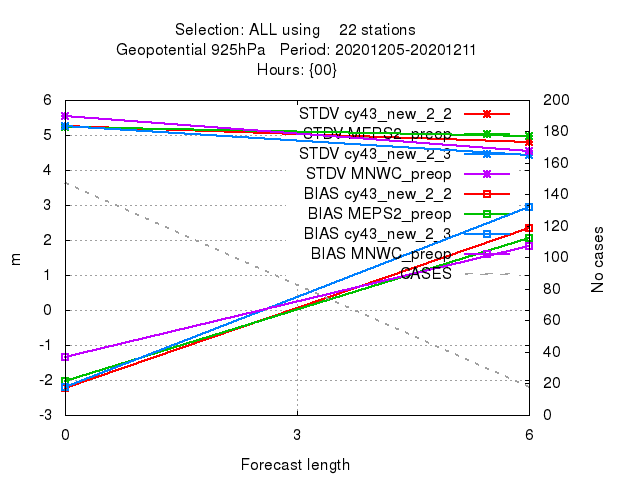 Selection: ALL using 22 stations
Geopotential 925hPa Period: 20201205-20201211
Hours: {00}
6
5
4
3
2
1
0
-1
-2
-3
m
200
180
160
140
120
100
80
60
40
20
0
No cases
STDV cy43_new_2_2
STDV MEPS2_preop
STDV cy43_new_2_3
STDV MNWC_preop
BIAS cy43_new_2_2
BIAS MEPS2_preop
BIAS cy43_new_2_3
BIAS MNWC_preop
CASES
0 3 6
Forecast length